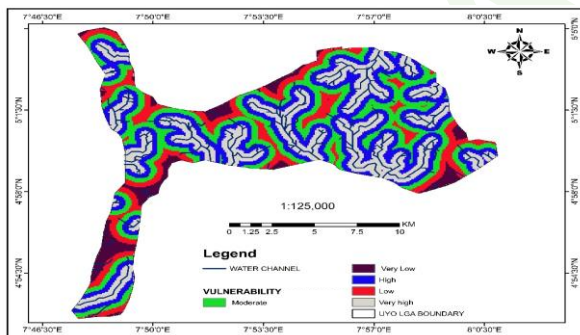 7°46'30"E 7°50'0"E 7°53'30"E 7°57'0"E 8°0'30"E
N
W E
S
5°5'0"N 5°5'0"N
5°1'30"N 5°1'30"N
4°58'0"N 4°58'0"N
4°54'30"N 4°54'30"N
1:125,000
KM
0 1.25 2.5 5 7.5 10
Legend
WATER CHANNEL
VULNERABILITY
Moderate
Very Low
High
Low
Very high
UYO LGA BOUNDARY
7°46'30"E 7°50'0"E 7°53'30"E 7°57'0"E 8°0'30"E